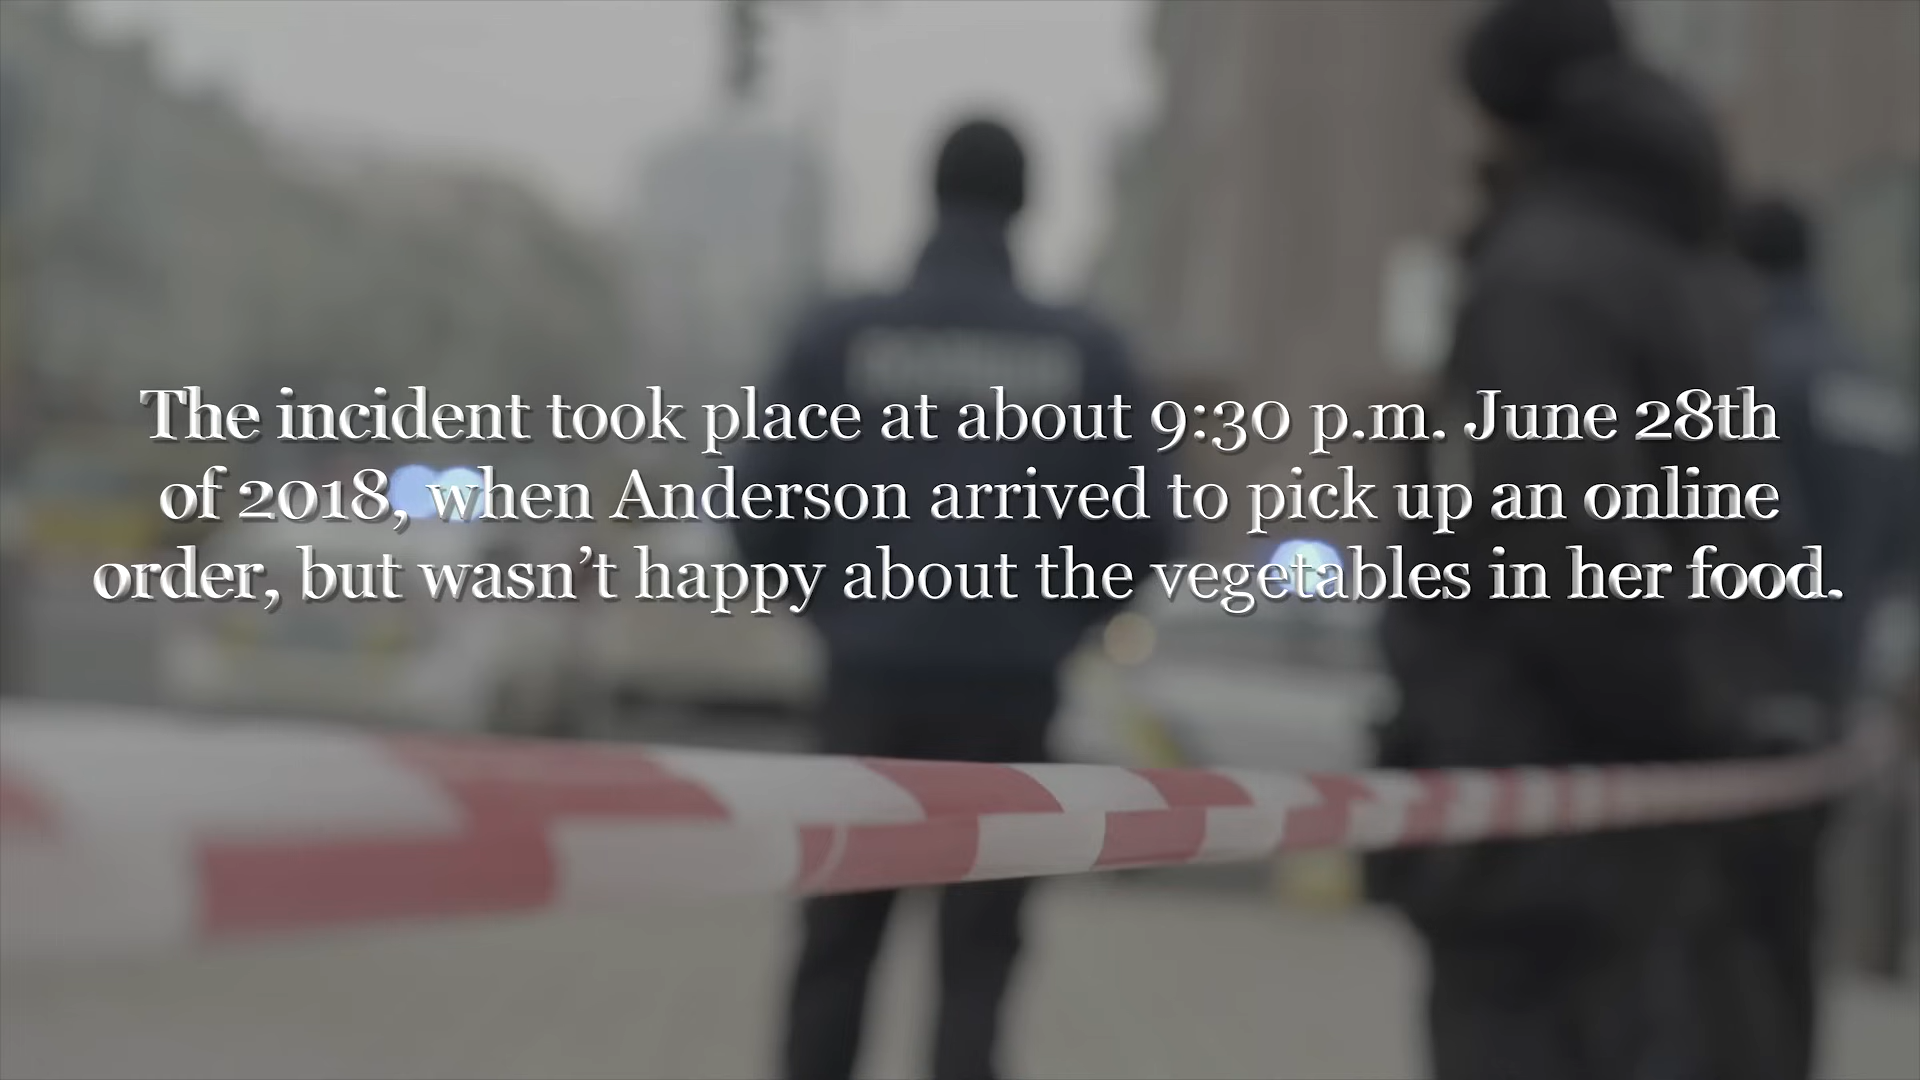 The incident took place at about 9:30 p.m. June 28th
of 2018, when Anderson arrived to pick up an online
order, but wasn’t happy about the vegetables in her food.